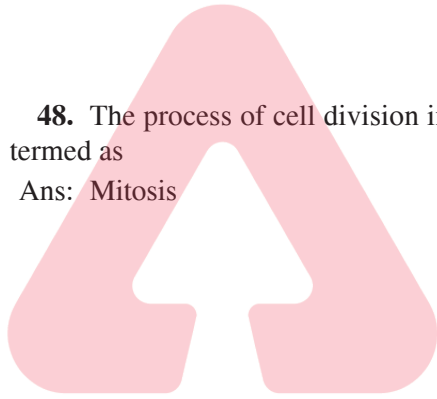 48. The process of cell division
termed as
Ans: Mitosis